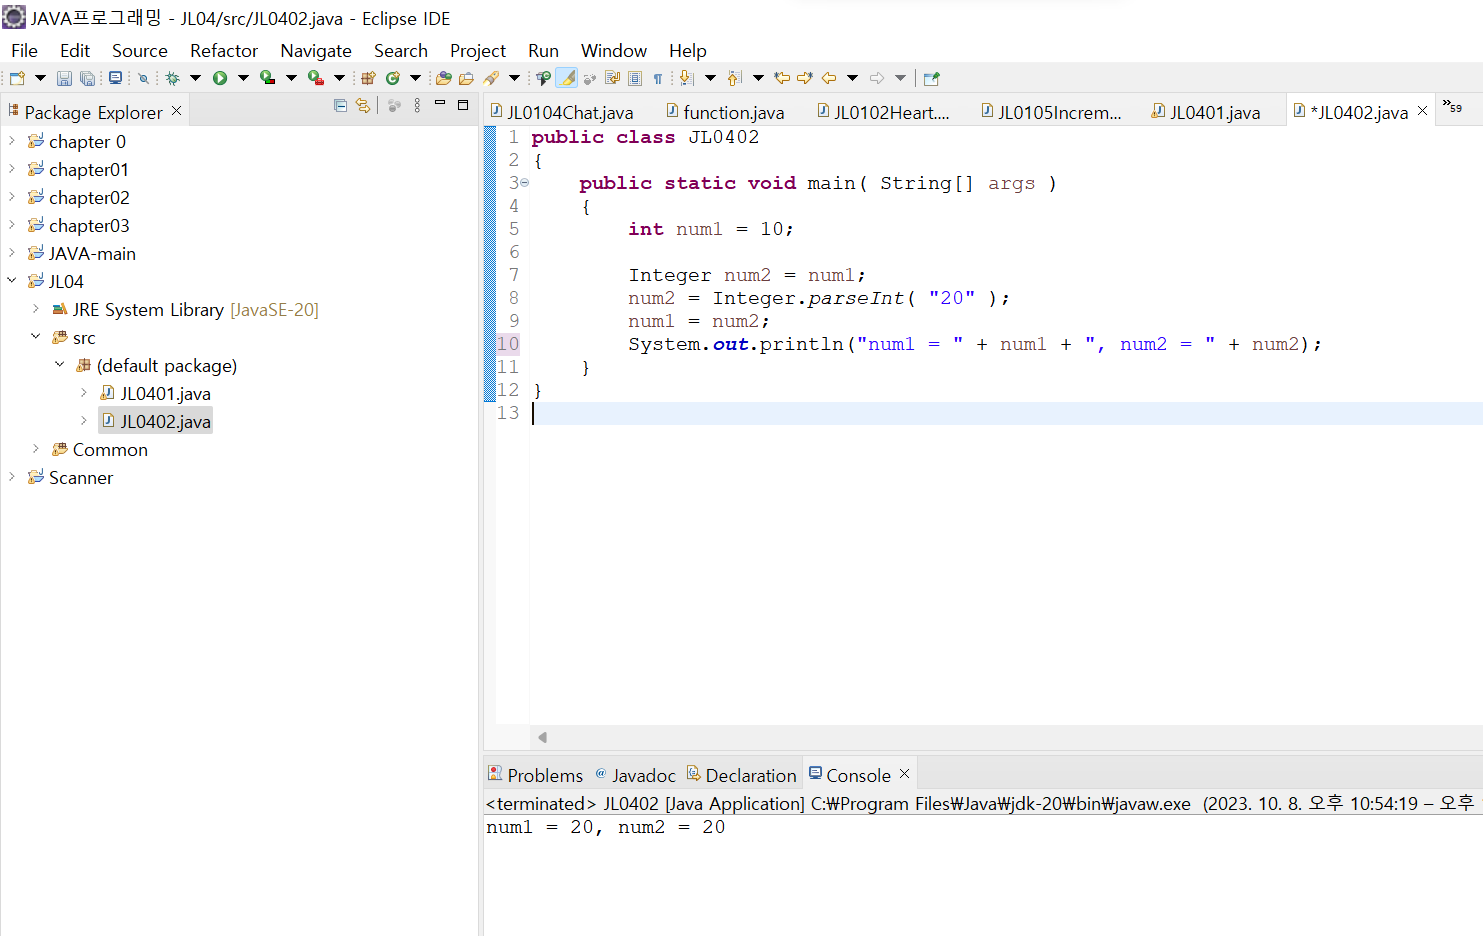 JAVA프로그래밍 - JL04/src/JL0402.java - Eclipse IDE
File Edit Source Refactor Navigate Search Project Run Window Help
Package Explorer
chapter 0
chapter01
chapter02
chapter03
JAVA-main
JL04
JRE System Library [JavaSE-20]
src
(default package)
JL0401.java
JL0402.java
Common
Scanner
JL0104Chat.java function.java JL0102Heart.... JL0105Increm... JL0401.java *JL0402.java »59
1 public class JL0402
2 {
3 public static void main( String[] args )
4 {
5 int num1 = 10;
6
7 Integer num2 = num1;
8 num2 = Integer.parseInt( "20" );
9 num1 = num2;
10 System.out.println("num1 = " + num1 + ", num2 = " + num2);
11 }
12 }
13
Problems @ Javadoc Declaration Console
<terminated> JL0402 [Java Application] C:₩Program Files₩Java₩jdk-20₩bin₩javaw.exe (2023. 10. 8. 오후 10:54:19 – 오후
num1 = 20, num2 = 20